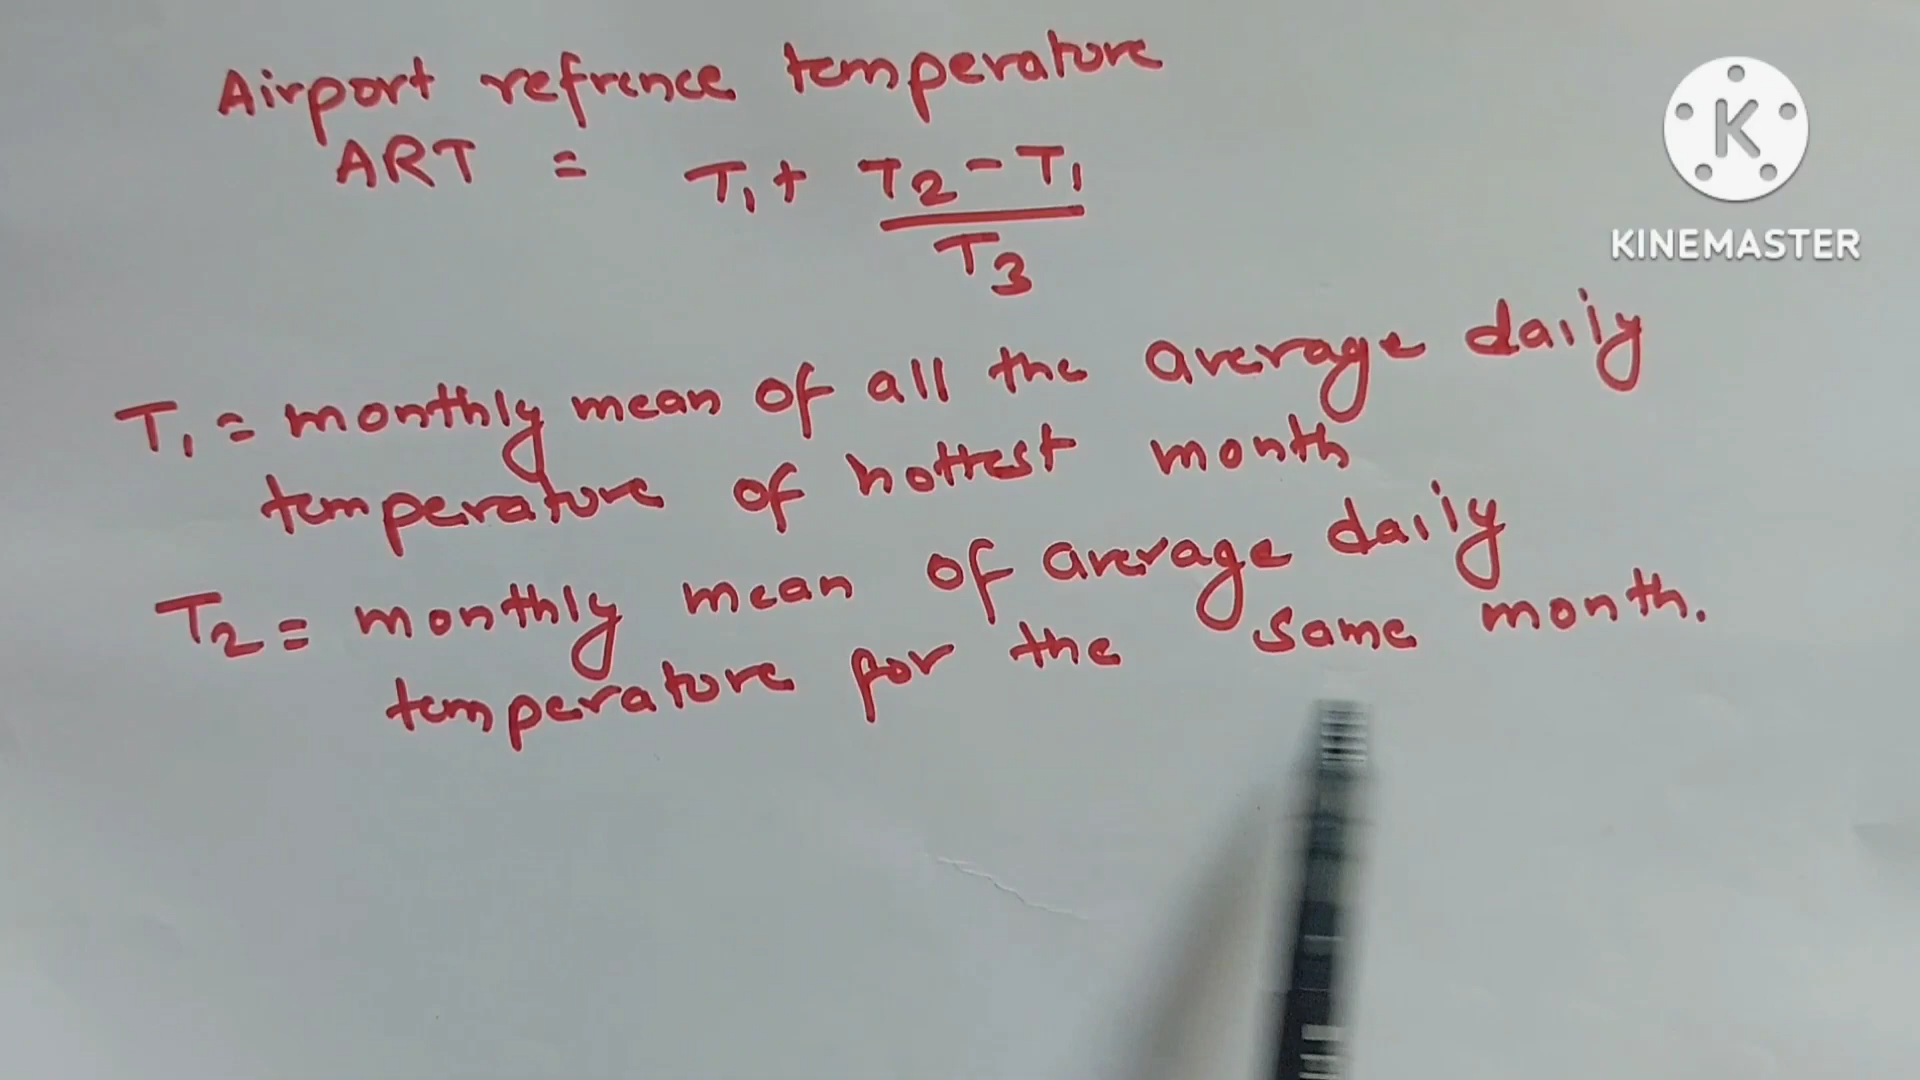 Airport refrence temperature
ART = T₁ + (T₂ - T₁) / T₃
T₁ = monthly mean of all the average daily
temperature of hottest month
T₂ = monthly mean of average daily
temperature for the same month.
K
KINEMASTER